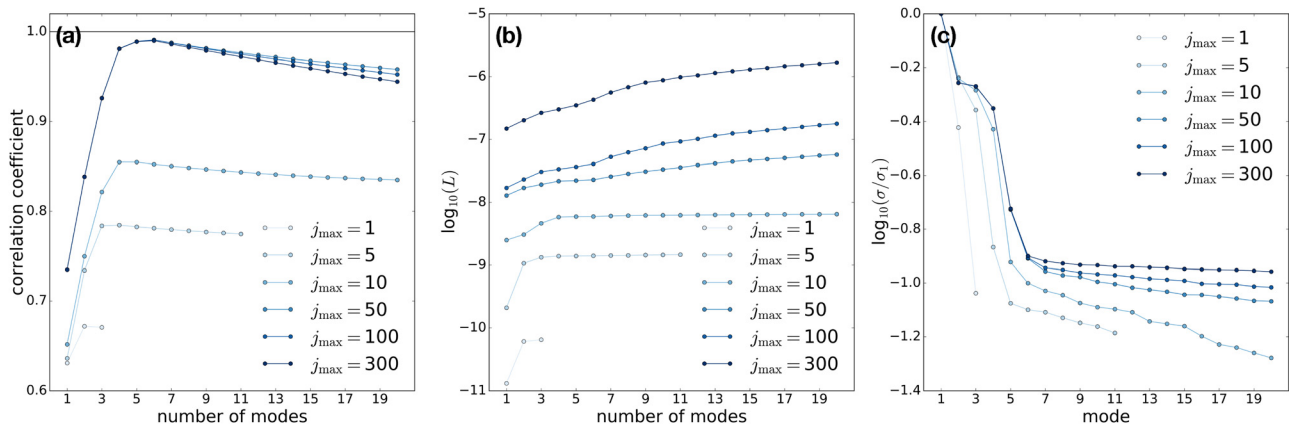 (a)
correlation coefficient
1.0
0.9
0.8
0.7
0.6
1 3 5 7 9 11 13 15 17 19
number of modes
j_max = 1
j_max = 5
j_max = 10
j_max = 50
j_max = 100
j_max = 300
(b)
log₁₀(L)
−5
−6
−7
−8
−9
−10
−11
1 3 5 7 9 11 13 15 17 19
number of modes
j_max = 1
j_max = 5
j_max = 10
j_max = 50
j_max = 100
j_max = 300
(c)
log₁₀(σ/σ₁)
0.0
−0.2
−0.4
−0.6
−0.8
−1.0
−1.2
−1.4
1 3 5 7 9 11 13 15 17 19
mode
j_max = 1
j_max = 5
j_max = 10
j_max = 50
j_max = 100
j_max = 300